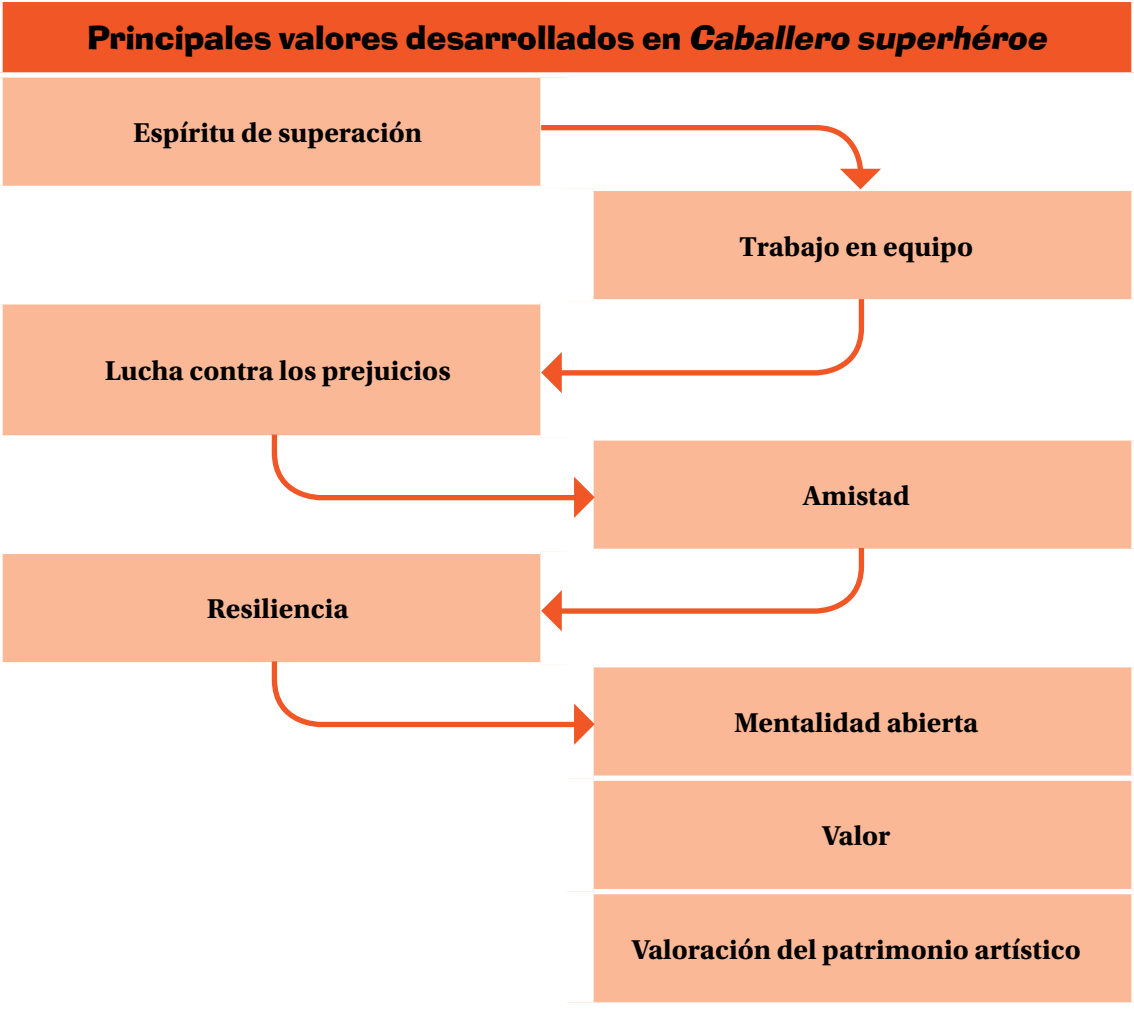 Principales valores desarrollados en Caballero superhéroe
Espíritu de superación
Trabajo en equipo
Lucha contra los prejuicios
Amistad
Resiliencia
Mentalidad abierta
Valor
Valoración del patrimonio artístico